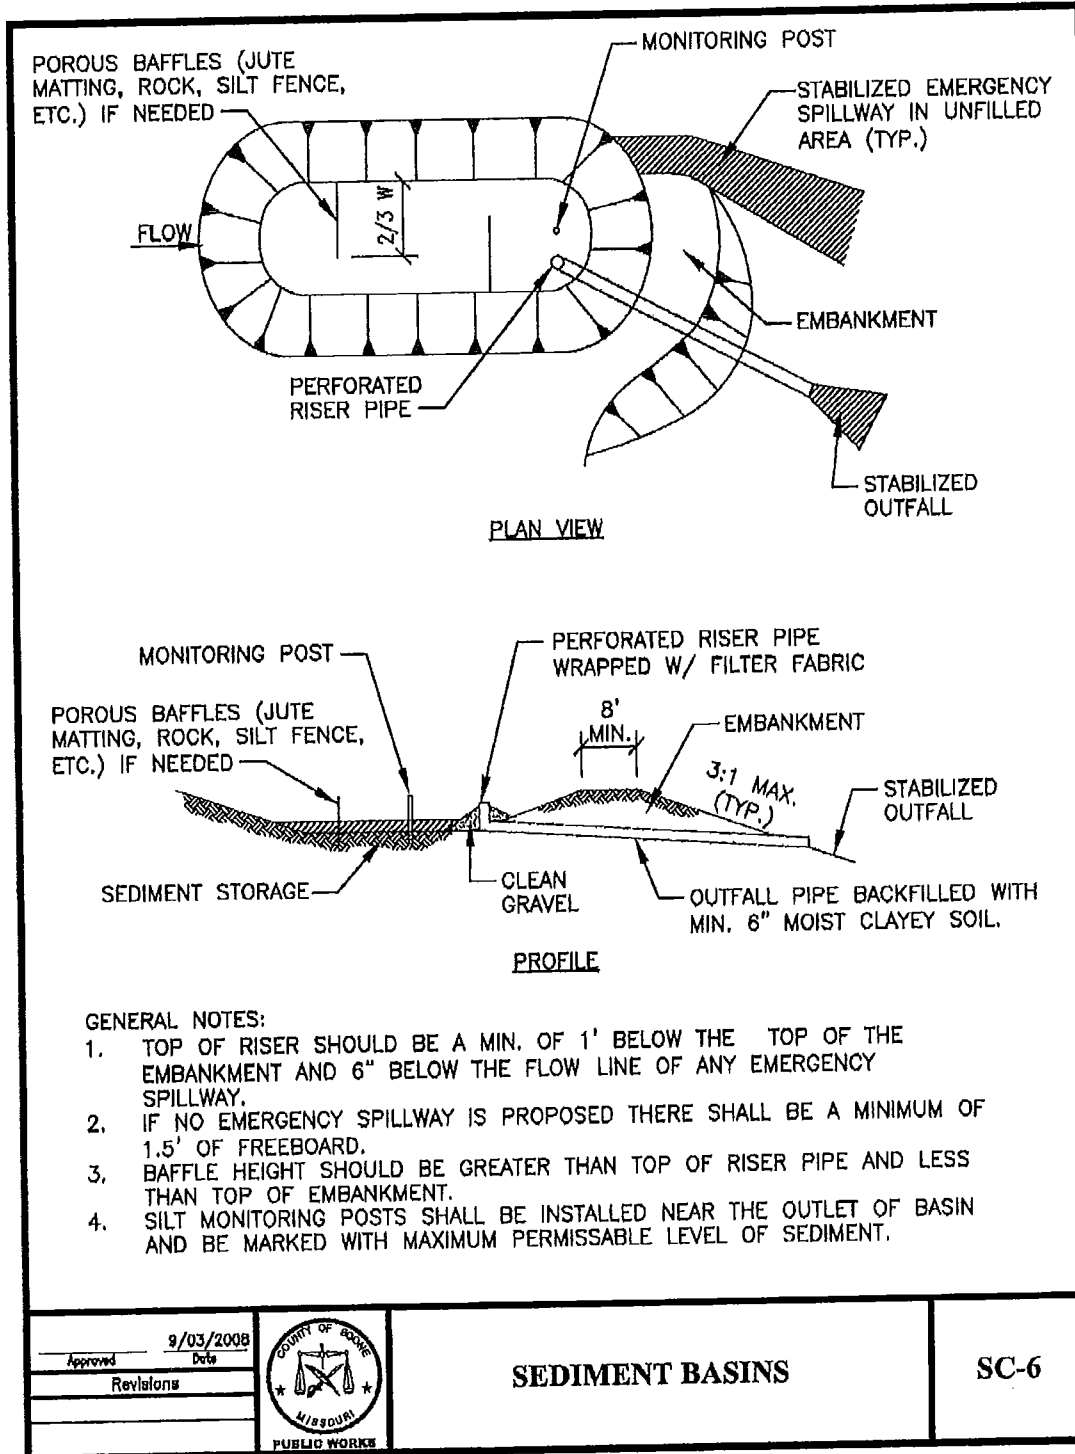 POROUS BAFFLES (JUTE
MATTING, ROCK, SILT FENCE,
ETC.) IF NEEDED
MONITORING POST
STABILIZED EMERGENCY
SPILLWAY IN UNFILLED
AREA (TYP.)
FLOW
2/3 W
EMBANKMENT
PERFORATED
RISER PIPE
STABILIZED
OUTFALL
PLAN VIEW
MONITORING POST
PERFORATED RISER PIPE
WRAPPED W/ FILTER FABRIC
POROUS BAFFLES (JUTE
MATTING, ROCK, SILT FENCE,
ETC.) IF NEEDED
8'
MIN.
EMBANKMENT
3:1 MAX.
(TYP.)
STABILIZED
OUTFALL
SEDIMENT STORAGE
CLEAN
GRAVEL
OUTFALL PIPE BACKFILLED WITH
MIN. 6" MOIST CLAYEY SOIL.
PROFILE
GENERAL NOTES:
1. TOP OF RISER SHOULD BE A MIN. OF 1' BELOW THE TOP OF THE
EMBANKMENT AND 6" BELOW THE FLOW LINE OF ANY EMERGENCY
SPILLWAY.
2. IF NO EMERGENCY SPILLWAY IS PROPOSED THERE SHALL BE A MINIMUM OF
1.5' OF FREEBOARD.
3. BAFFLE HEIGHT SHOULD BE GREATER THAN TOP OF RISER PIPE AND LESS
THAN TOP OF EMBANKMENT.
4. SILT MONITORING POSTS SHALL BE INSTALLED NEAR THE OUTLET OF BASIN
AND BE MARKED WITH MAXIMUM PERMISSABLE LEVEL OF SEDIMENT.
9/03/2008
Approved Date
Revisions
COUNTY OF BOONE
MISSOURI
PUBLIC WORKS
SEDIMENT BASINS
SC-6